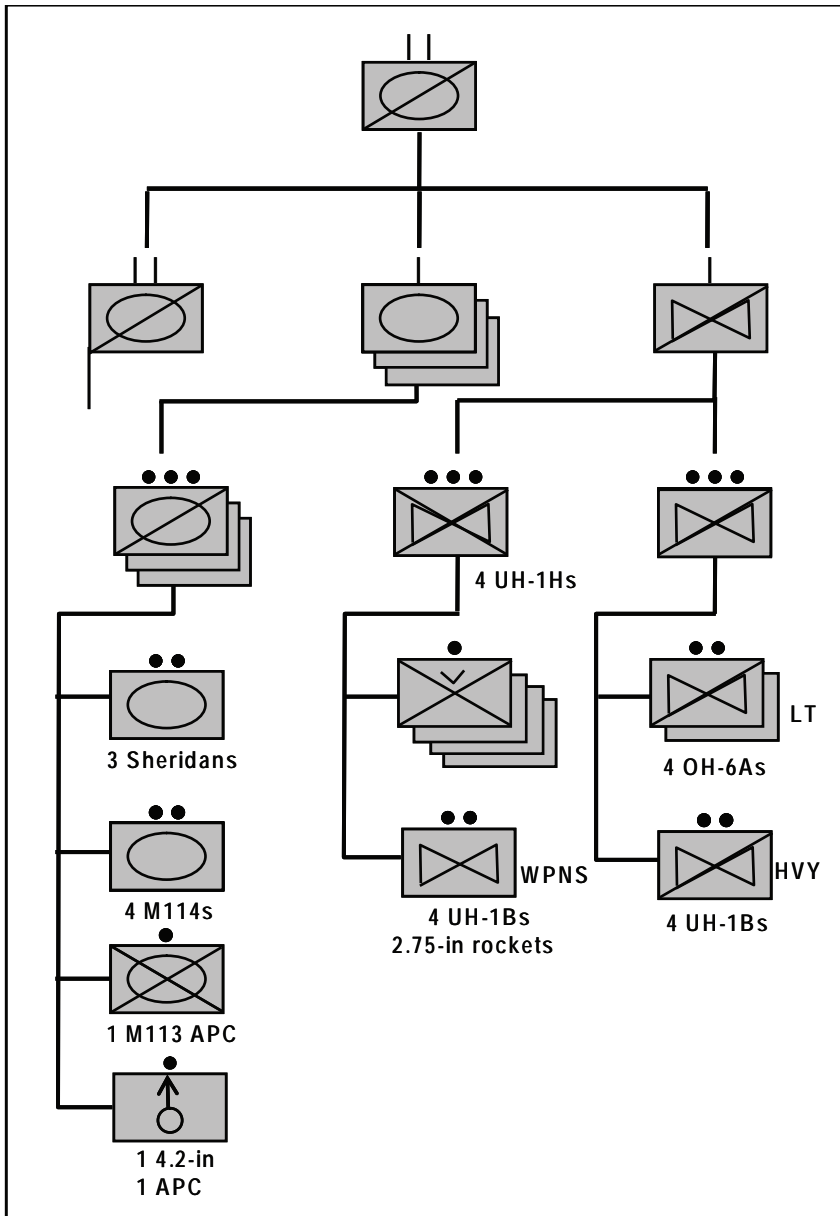 4 UH-1Hs
3 Sheridans
LT
4 OH-6As
4 M114s
WPNS
4 UH-1Bs
2.75-in rockets
HVY
4 UH-1Bs
1 M113 APC
1 4.2-in
1 APC